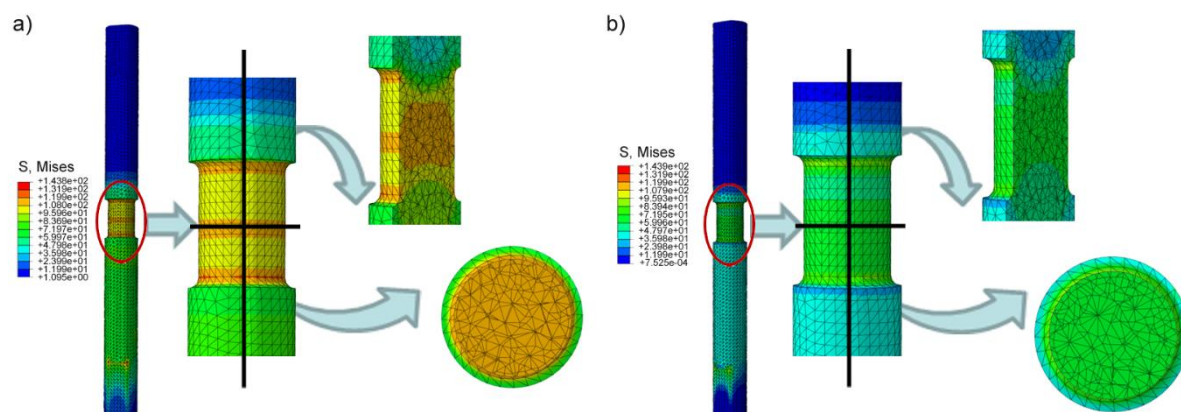 a)
S, Mises
+1.438e+02
+1.319e+02
+1.199e+02
+1.080e+02
+9.596e+01
+8.369e+01
+7.197e+01
+5.997e+01
+4.798e+01
+3.598e+01
+2.399e+01
+1.199e+01
+1.095e+00
b)
S, Mises
+1.439e+02
+1.319e+02
+1.199e+02
+1.079e+02
+9.593e+01
+8.394e+01
+7.195e+01
+5.996e+01
+4.798e+01
+3.598e+01
+2.398e+01
+1.199e+01
+7.525e-04